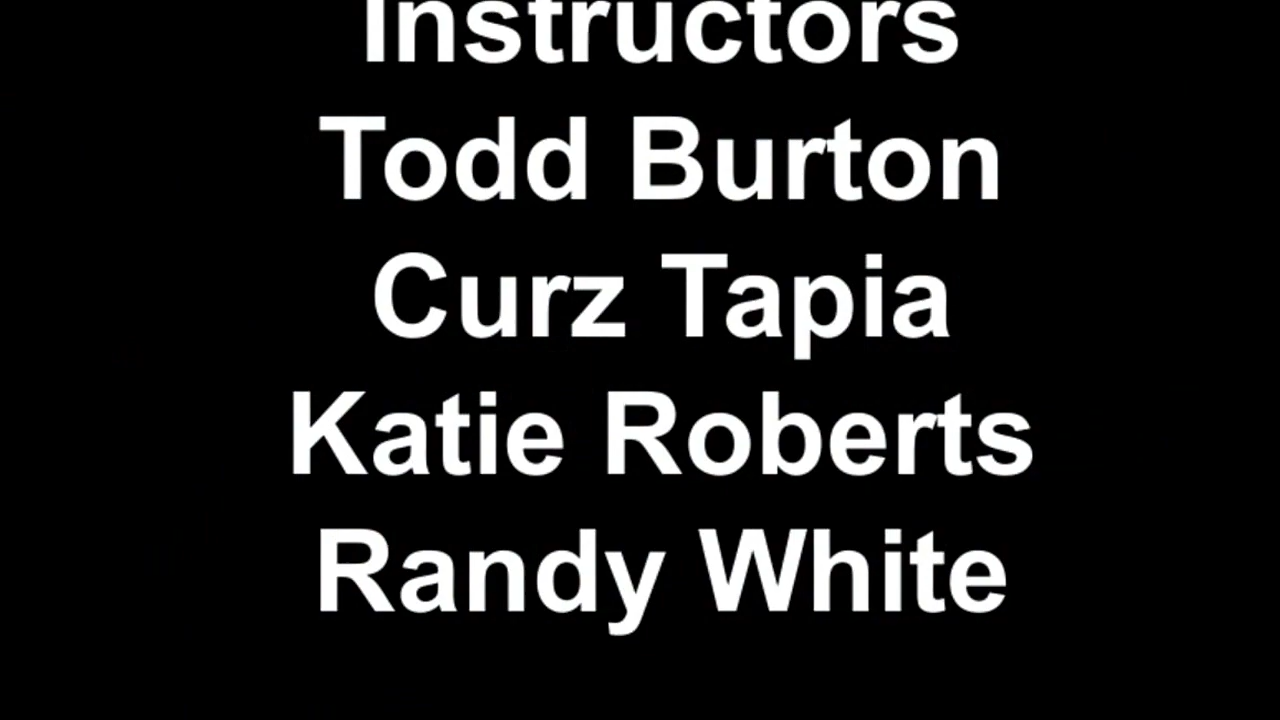 Instructors
Todd Burton
Curz Tapia
Katie Roberts
Randy White